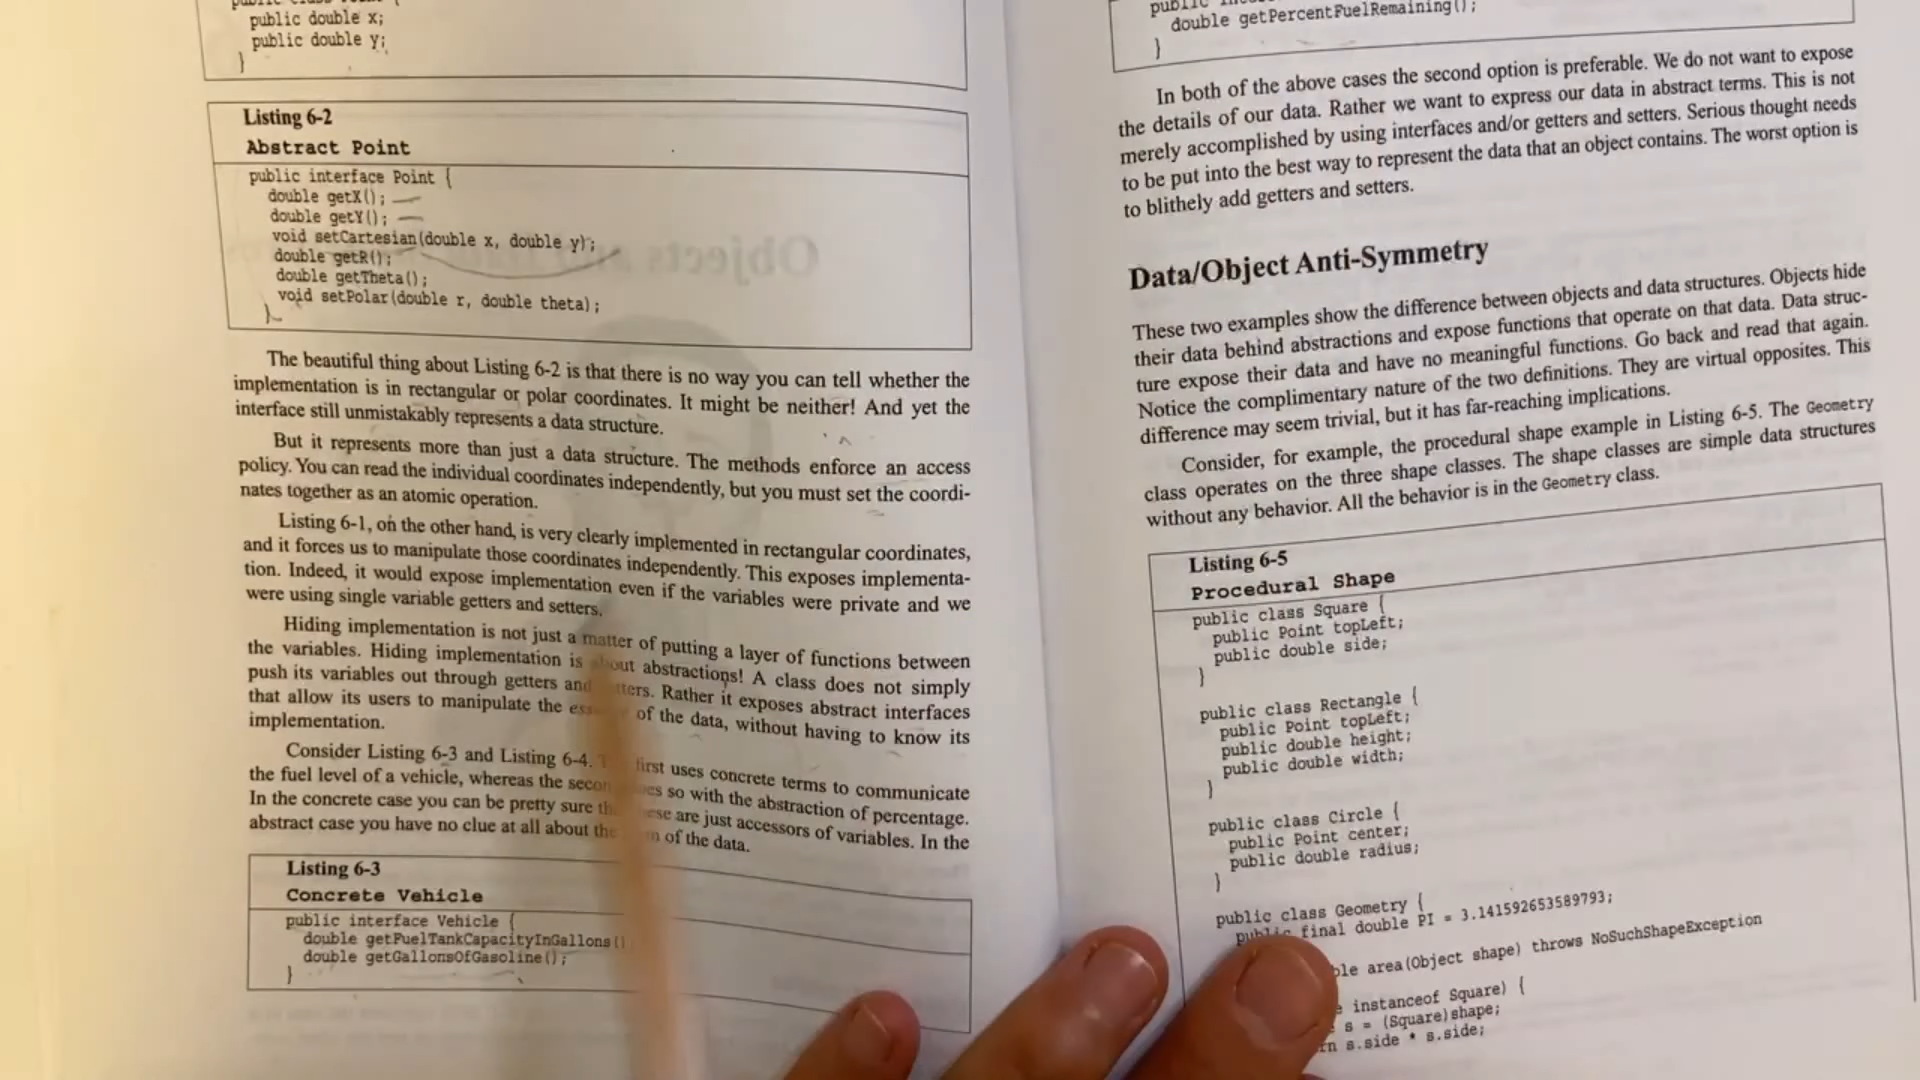 public double x;
public double y;
}
Listing 6-2
Abstract Point
public interface Point {
double getX();
double getY();
void setCartesian(double x, double y);
double getR();
double getTheta();
void setPolar(double r, double theta);
}
The beautiful thing about Listing 6-2 is that there is no way you can tell whether the
implementation is in rectangular or polar coordinates. It might be neither! And yet the
interface still unmistakably represents a data structure.
But it represents more than just a data structure. The methods enforce an access
policy. You can read the individual coordinates independently, but you must set the coordi-
nates together as an atomic operation.
Listing 6-1, on the other hand, is very clearly implemented in rectangular coordinates,
and it forces us to manipulate those coordinates independently. This exposes implementa-
tion. Indeed, it would expose implementation even if the variables were private and we
were using single variable getters and setters.
Hiding implementation is not just a matter of putting a layer of functions between
the variables. Hiding implementation is about abstractions! A class does not simply
push its variables out through getters and setters. Rather it exposes abstract interfaces
that allow its users to manipulate the of the data, without having to know its
implementation.
Consider Listing 6-3 and Listing 6-4. first uses concrete terms to communicate
the fuel level of a vehicle, whereas the so with the abstraction of percentage.
In the concrete case you can be pretty sure are just accessors of variables. In the
abstract case you have no clue at all about the of the data.
Listing 6-3
Concrete Vehicle
public interface Vehicle {
double getFuelTankCapacityInGallons()
double getGallonsOfGasoline();
}
double getPercentFuelRemaining();
}
In both of the above cases the second option is preferable. We do not want to expose
the details of our data. Rather we want to express our data in abstract terms. This is not
merely accomplished by using interfaces and/or getters and setters. Serious thought needs
to be put into the best way to represent the data that an object contains. The worst option is
to blithely add getters and setters.
Data/Object Anti-Symmetry
These two examples show the difference between objects and data structures. Objects hide
their data behind abstractions and expose functions that operate on that data. Data struc-
ture expose their data and have no meaningful functions. Go back and read that again.
Notice the complimentary nature of the two definitions. They are virtual opposites. This
difference may seem trivial, but it has far-reaching implications.
Consider, for example, the procedural shape example in Listing 6-5. The Geometry
class operates on the three shape classes. The shape classes are simple data structures
without any behavior. All the behavior is in the Geometry class.
Listing 6-5
Procedural Shape
public class Square {
public Point topLeft;
public double side;
}
public class Rectangle {
public Point topLeft;
public double height;
public double width;
}
public class Circle {
public Point center;
public double radius;
}
public class Geometry {
public final double PI = 3.141592653589793;
area(Object shape) throws NoSuchShapeException
instanceof Square) {
s = (Square)shape;
s.side * s.side;